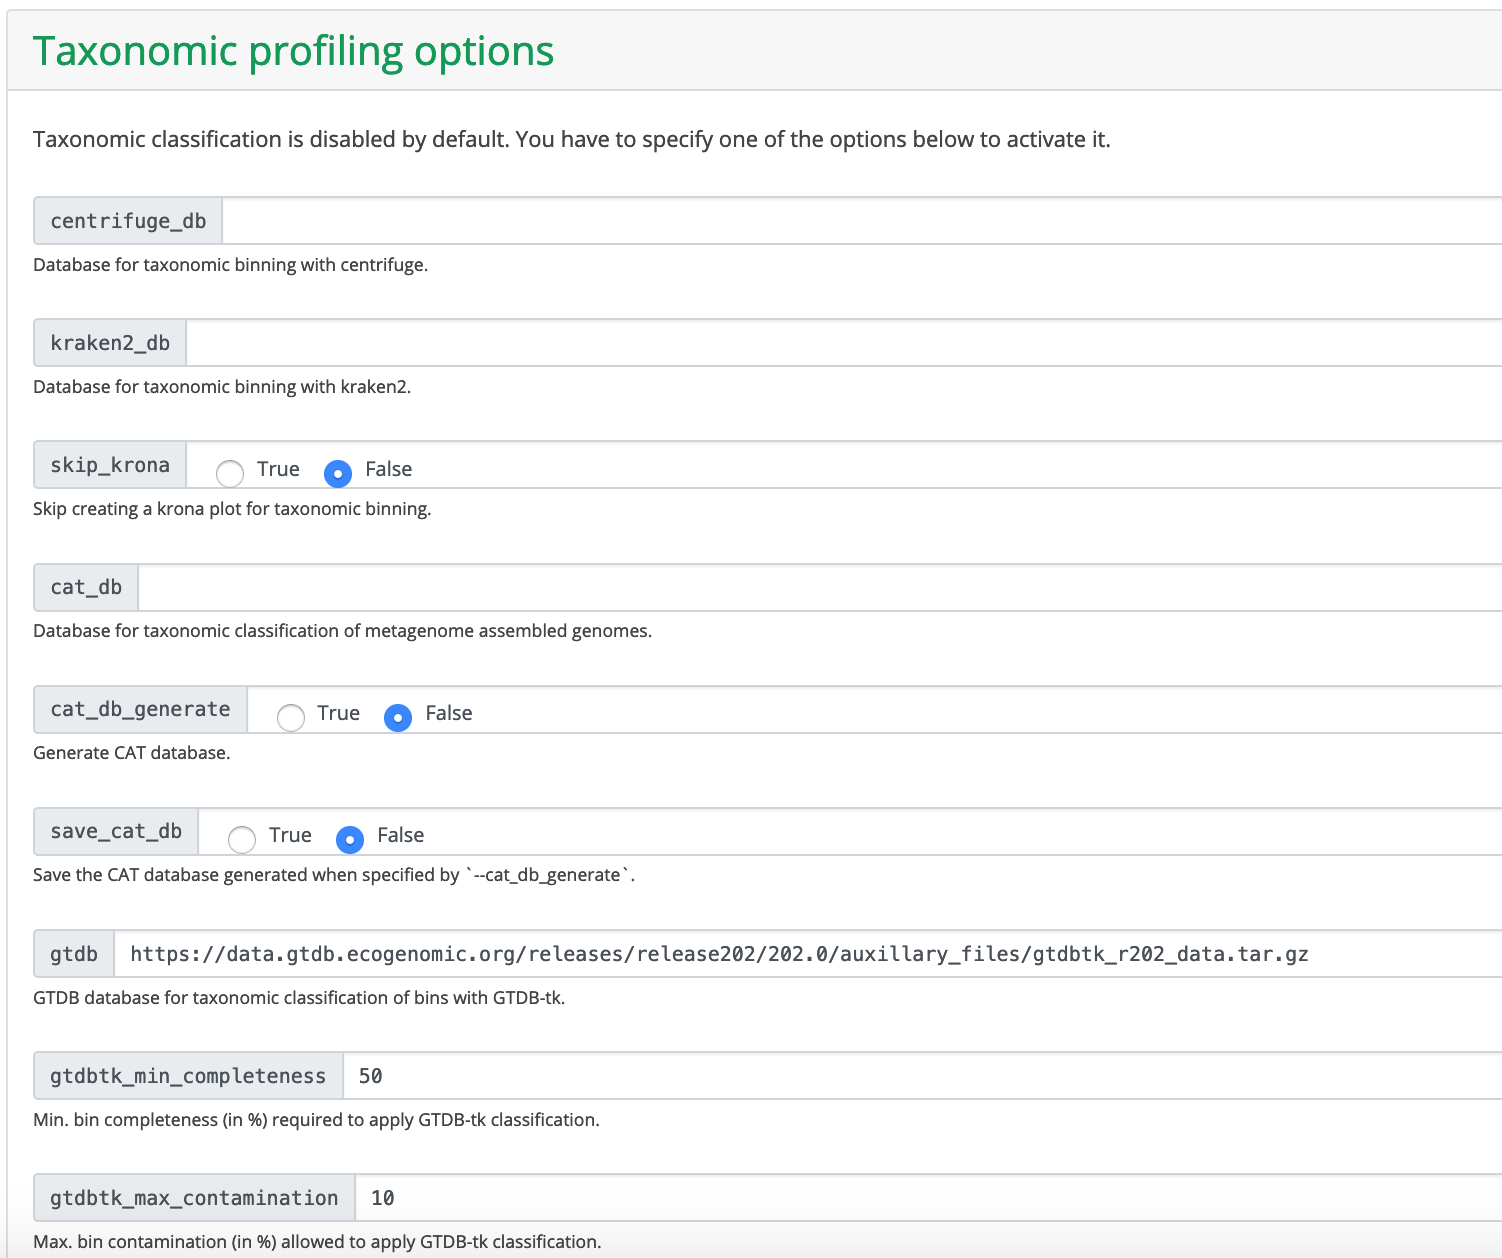 Taxonomic profiling options
Taxonomic classification is disabled by default. You have to specify one of the options below to activate it.
centrifuge_db
Database for taxonomic binning with centrifuge.
kraken2_db
Database for taxonomic binning with kraken2.
skip_krona True False
Skip creating a krona plot for taxonomic binning.
cat_db
Database for taxonomic classification of metagenome assembled genomes.
cat_db_generate True False
Generate CAT database.
save_cat_db True False
Save the CAT database generated when specified by `--cat_db_generate`.
gtdb https://data.gtdb.ecogenomic.org/releases/release202/202.0/auxillary_files/gtdbtk_r202_data.tar.gz
GTDB database for taxonomic classification of bins with GTDB-tk.
gtdbtk_min_completeness 50
Min. bin completeness (in %) required to apply GTDB-tk classification.
gtdbtk_max_contamination 10
Max. bin contamination (in %) allowed to apply GTDB-tk classification.